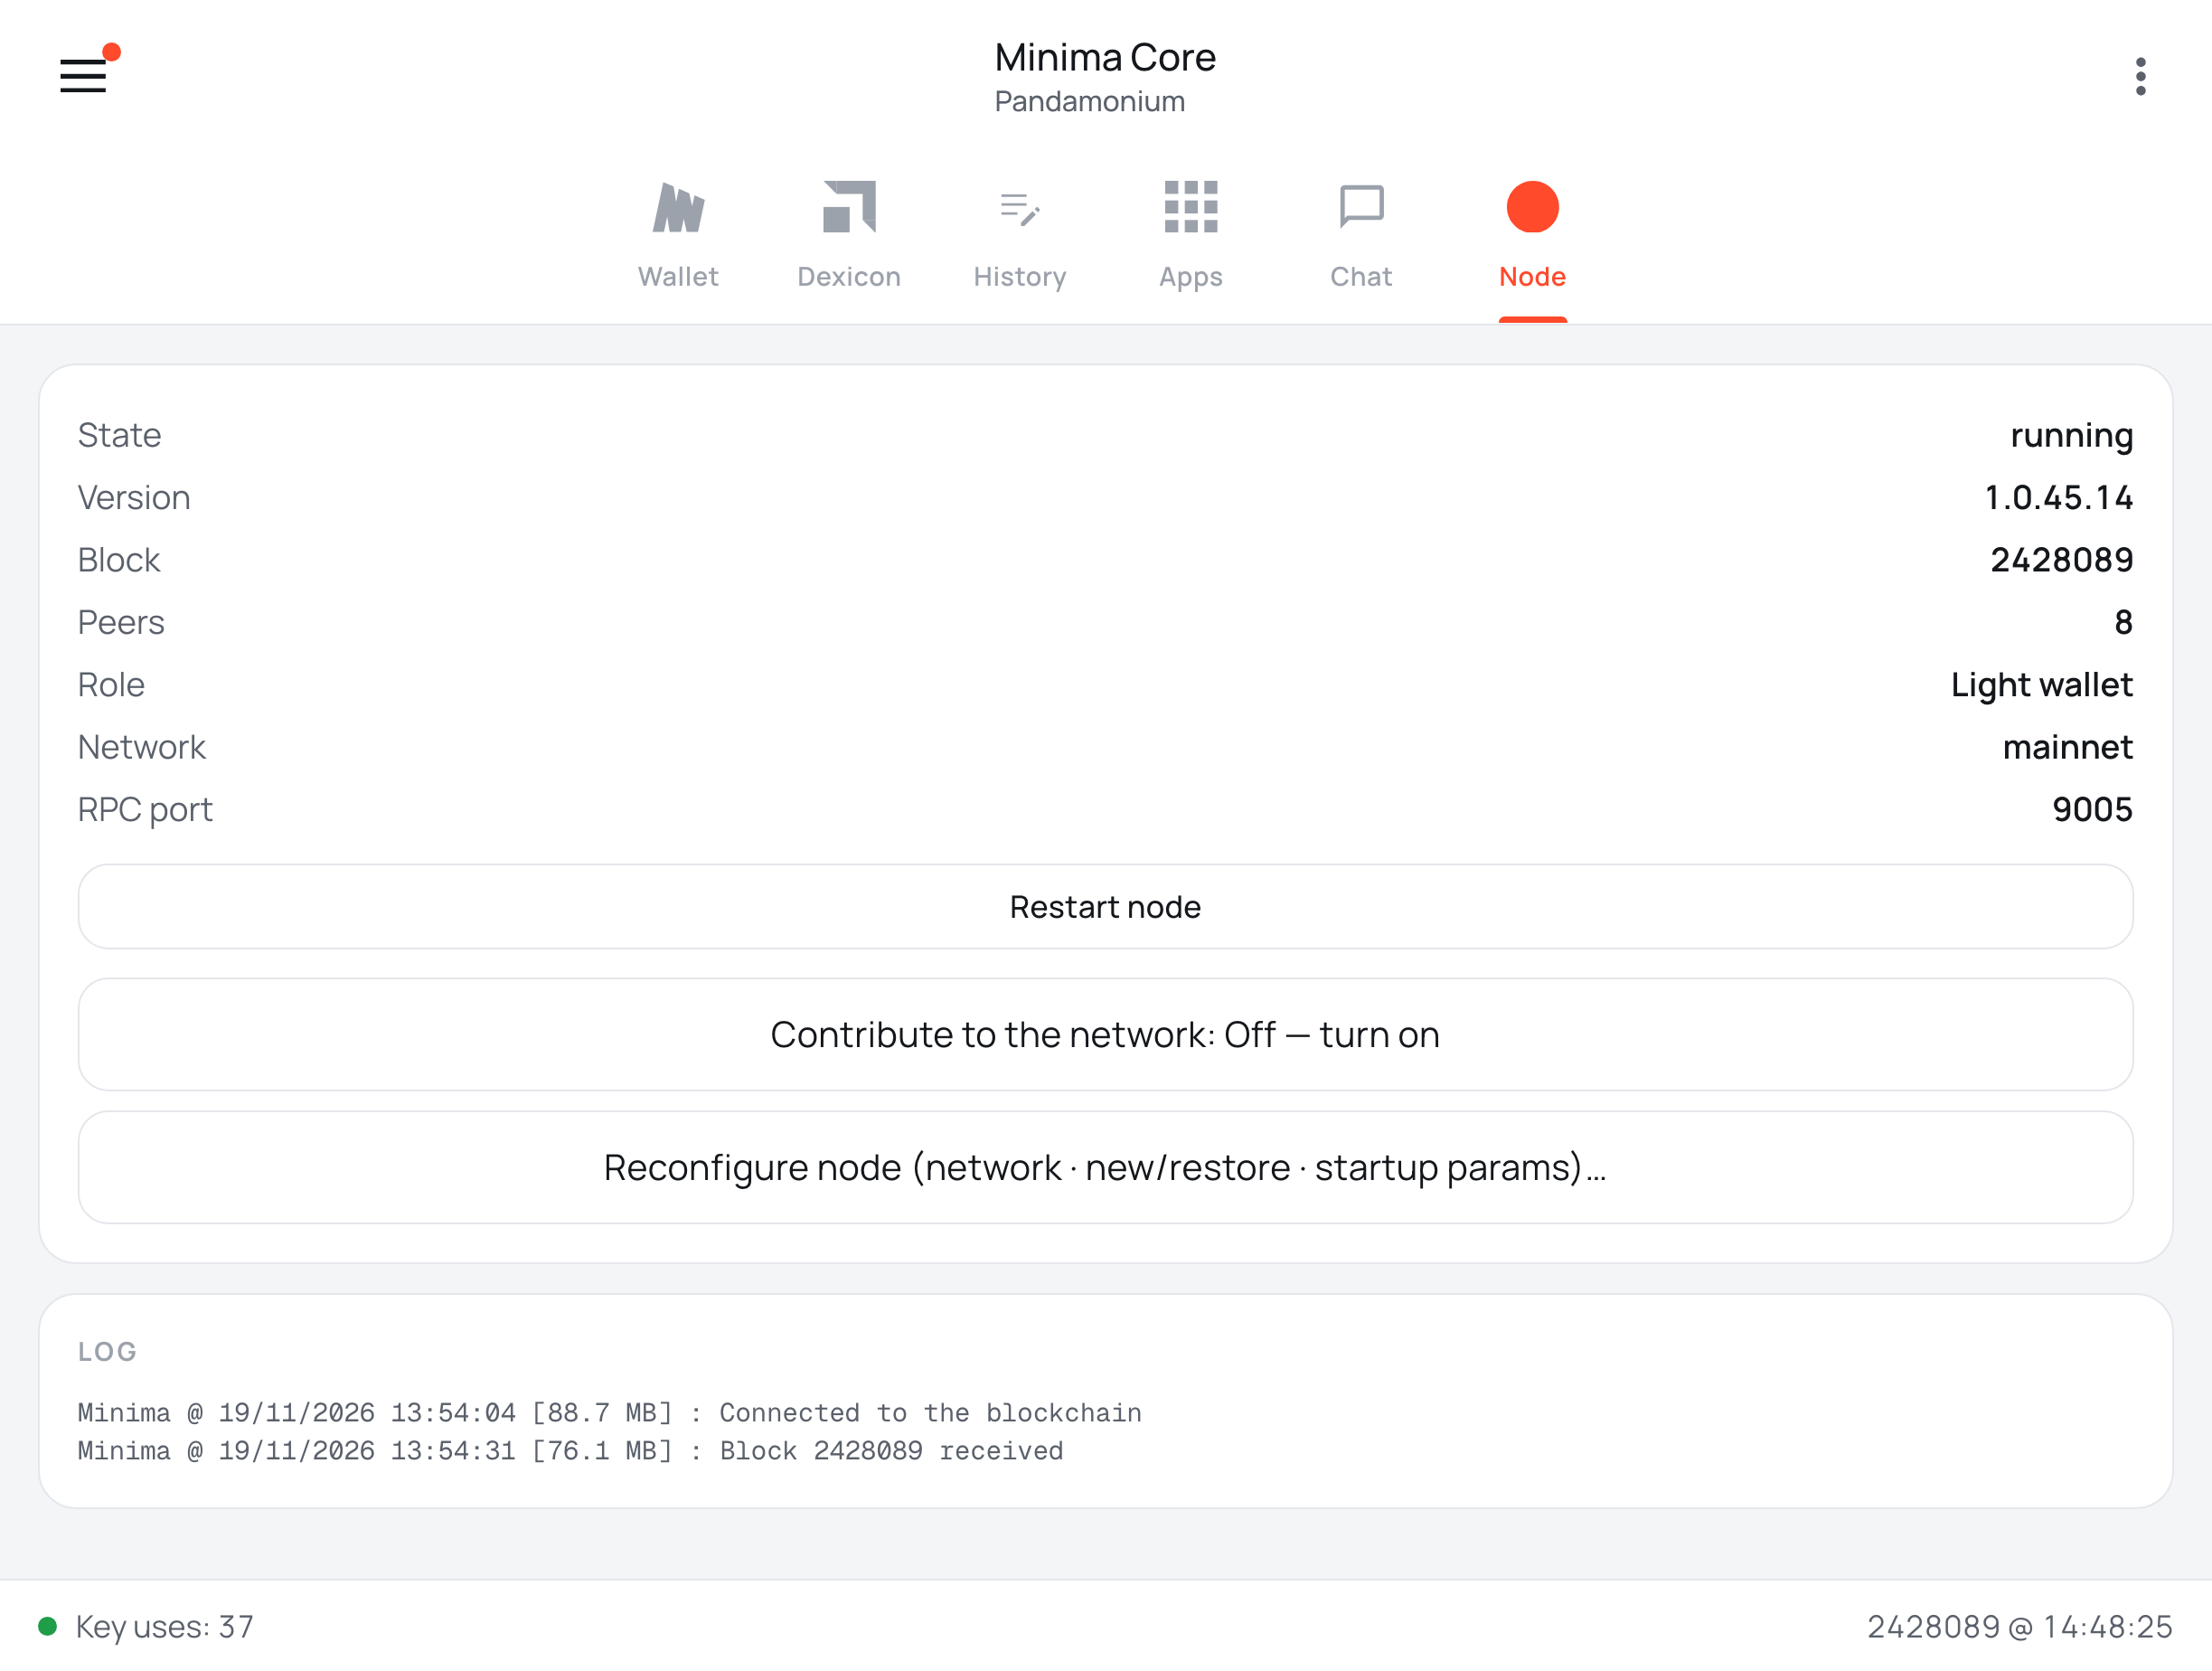 Minima Core
Pandamonium
Wallet
Dexicon
History
Apps
Chat
Node
State running
Version 1.0.45.14
Block 2428089
Peers 8
Role Light wallet
Network mainnet
RPC port 9005
Restart node
Contribute to the network: Off — turn on
Reconfigure node (network · new/restore · startup params)…
LOG
Minima @ 19/11/2026 13:54:04 [88.7 MB] : Connected to the blockchain
Minima @ 19/11/2026 13:54:31 [76.1 MB] : Block 2428089 received
Key uses: 37
2428089 @ 14:48:25